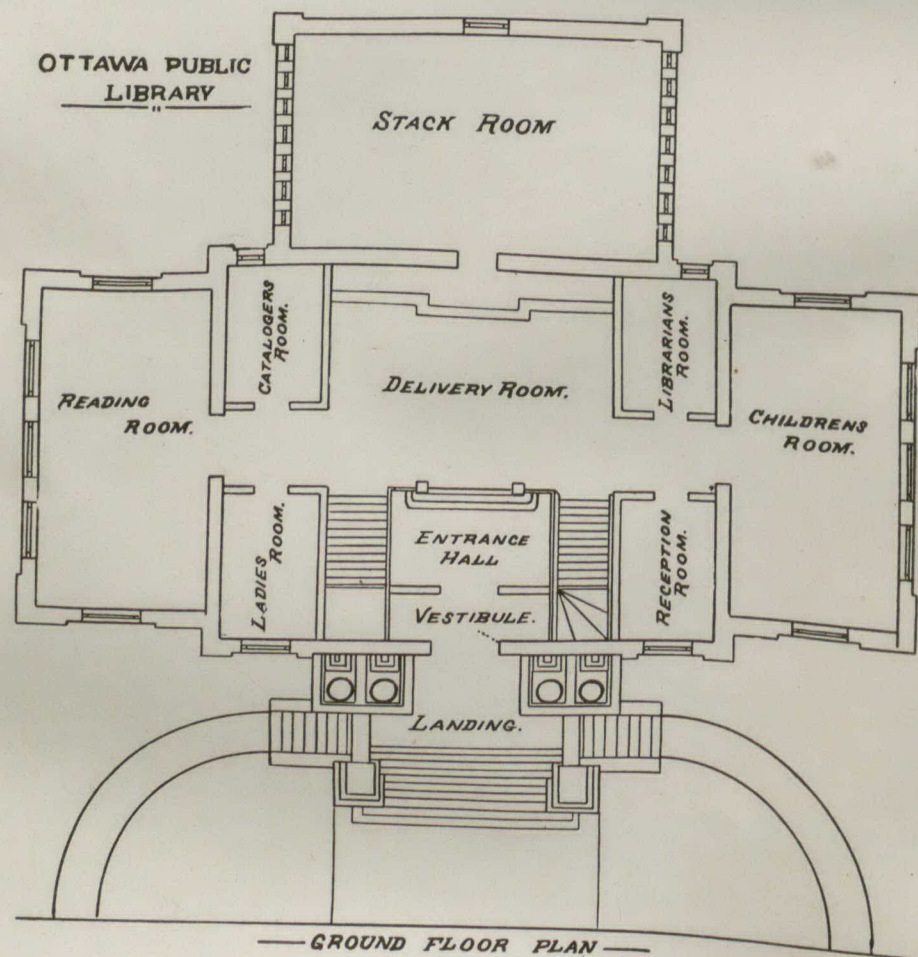 OTTAWA PUBLIC
LIBRARY
STACK ROOM
CATALOGERS
ROOM.
LIBRARIANS
ROOM.
READING
ROOM.
DELIVERY ROOM.
CHILDRENS
ROOM.
LADIES
ROOM.
ENTRANCE
HALL
RECEPTION
ROOM.
VESTIBULE.
LANDING.
GROUND FLOOR PLAN